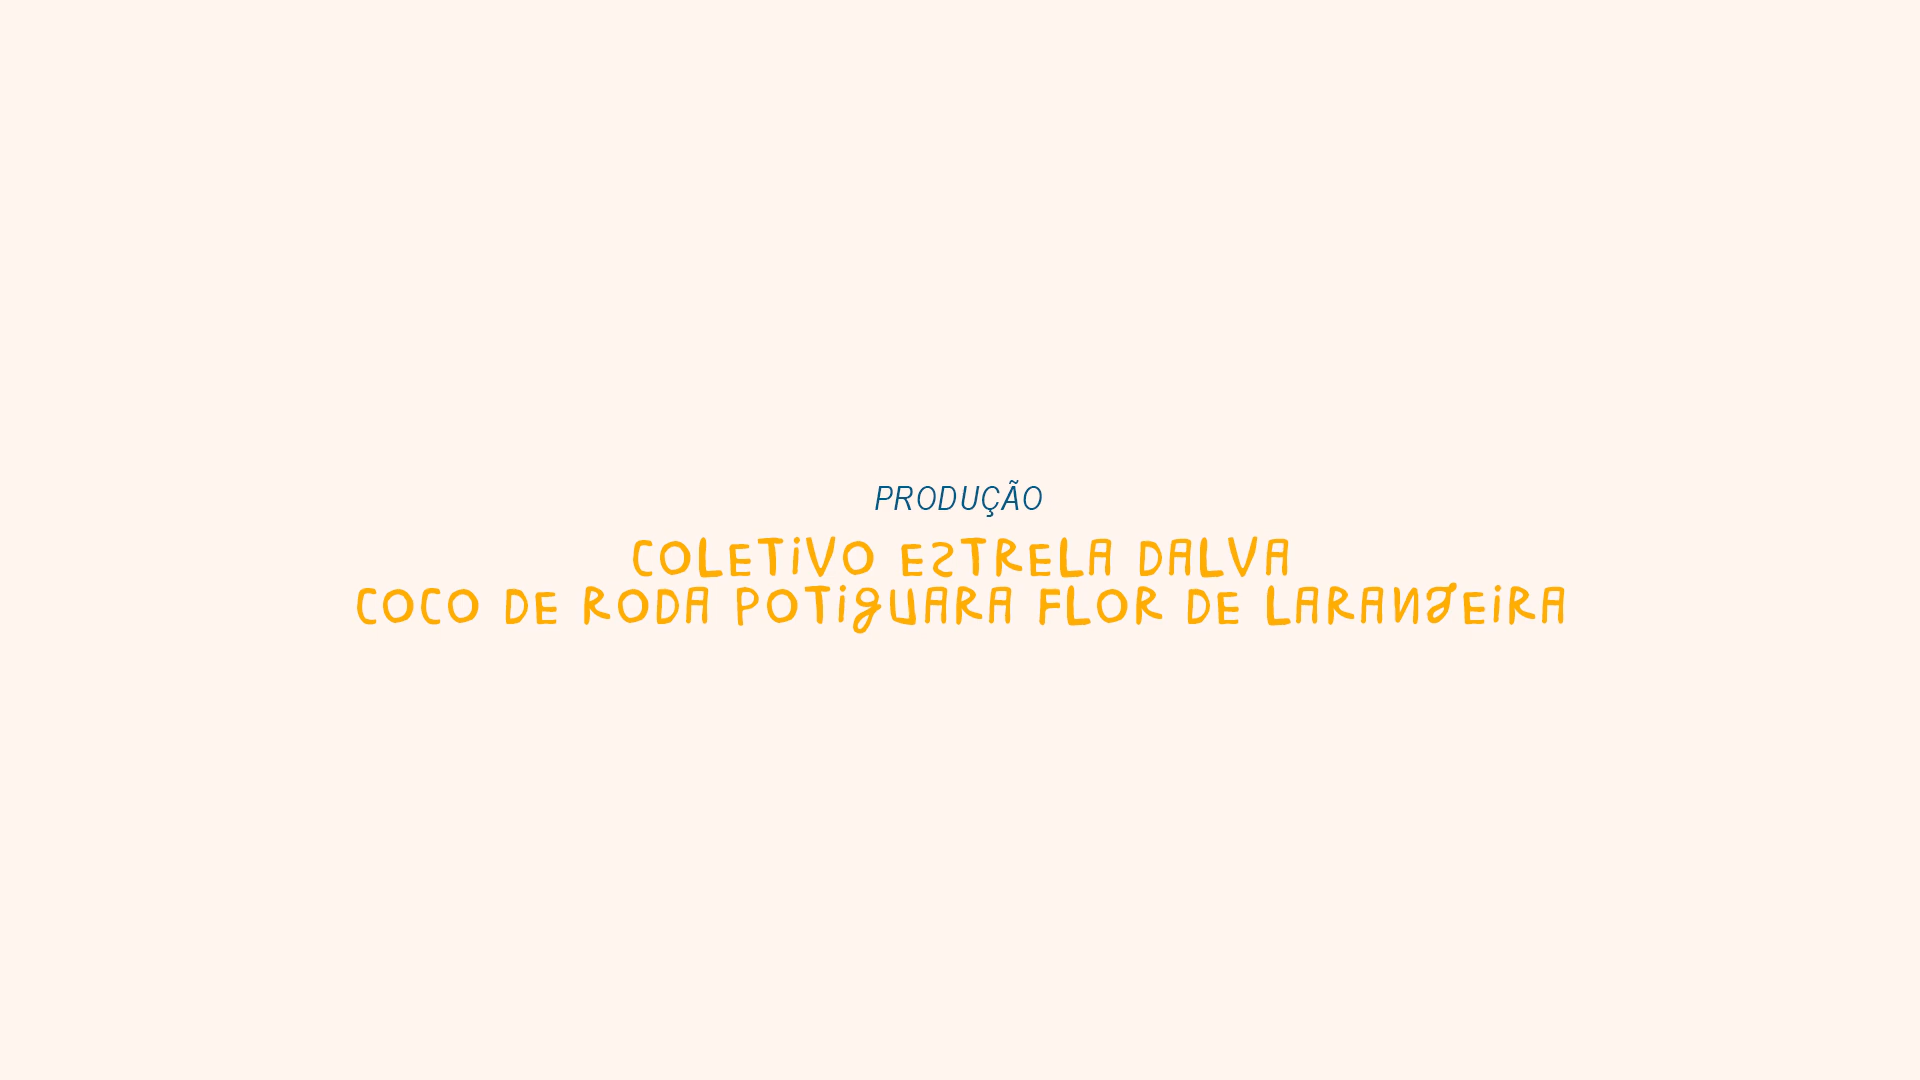 PRODUÇÃO
COLETiVO ESTRELA DALVA
COCO DE RODA POTiGUARA FLOR DE LARANJEiRA